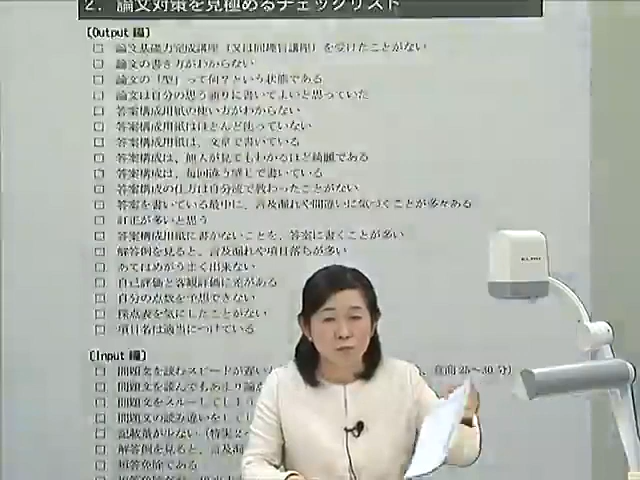 2．論文対策を見極めるチェックリスト
〔Output 編〕
□ 論文基礎力完成講座（又は同種旨講座）を受けたことがない
□ 論文の書き方がわからない
□ 論文の「型」って何？という状態である
□ 論文は自分の思う通りに書いてよいと思っていた
□ 答案構成用紙の使い方がわからない
□ 答案構成用紙はほとんど使っていない
□ 答案構成用紙は、文章で書いている
□ 答案構成は、他人が見てもわかるほど綺麗である
□ 答案構成は、毎回違う型で書いている
□ 答案構成の仕方は自分流で教わったことがない
□ 答案を書いている最中に、言及漏れや間違いに気づくことが多々ある
□ 訂正が多いと思う
□ 答案構成用紙に書かないことを、答案に書くことが多い
□ 解答例を見ると、言及漏れや項目落ちが多い
□ あてはめがうまく出来ない
□ 自己評価と客観評価に差がある
□ 自分の点数を予想できない
□ 採点表を気にしたことがない
□ 項目名は適当につけている
〔Input 編〕
□ 問題文を読むスピードが遅い 直前 25～30 分）
□ 問題文を読んでもあまり論
□ 問題文をスルーしてしま
□ 問題文の読み違いをし
□ 記載量が少ない（特実 2
□ 解答例を見ると、言及
□ 短答免除である
ELMO